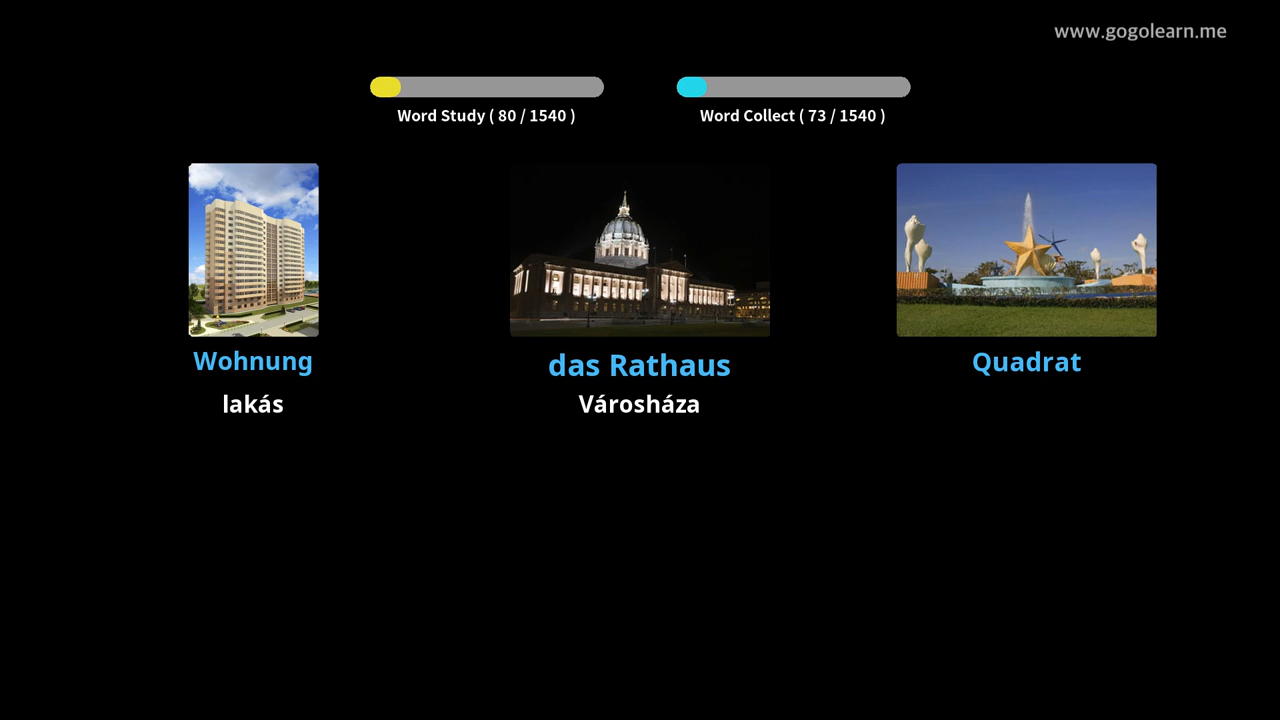 www.gogolearn.me
Word Study ( 80 / 1540 )
Word Collect ( 73 / 1540 )
Wohnung
lakás
das Rathaus
Városháza
Quadrat